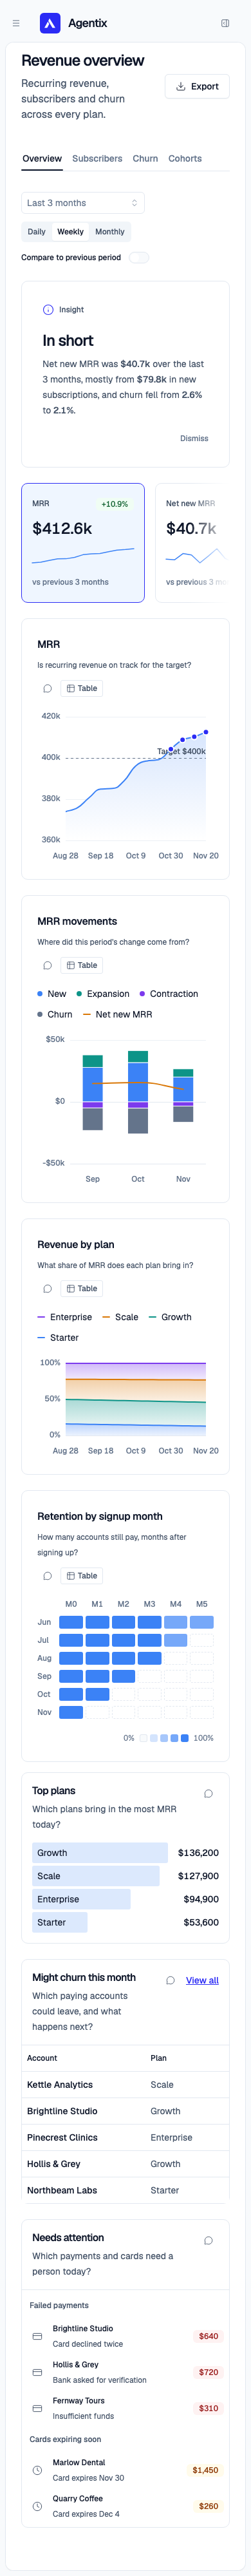 Agentix
Revenue overview
Recurring revenue,
subscribers and churn
across every plan.
Export
Overview Subscribers Churn Cohorts
Last 3 months
Daily Weekly Monthly
Compare to previous period
Insight
In short
Net new MRR was $40.7k over the last
3 months, mostly from $79.8k in new
subscriptions, and churn fell from 2.6%
to 2.1%.
Dismiss
MRR +10.9%
$412.6k
vs previous 3 months
Net new MRR
$40.7k
vs previous 3
MRR
Is recurring revenue on track for the target?
Table
420k
400k
380k
360k
Target $400k
Aug 28 Sep 18 Oct 9 Oct 30 Nov 20
MRR movements
Where did this period's change come from?
Table
New Expansion Contraction
Churn Net new MRR
$50k
$0
-$50k
Sep Oct Nov
Revenue by plan
What share of MRR does each plan bring in?
Table
Enterprise Scale Growth
Starter
100%
50%
0%
Aug 28 Sep 18 Oct 9 Oct 30 Nov 20
Retention by signup month
How many accounts still pay, months after
signing up?
Table
M0 M1 M2 M3 M4 M5
Jun
Jul
Aug
Sep
Oct
Nov
0% 100%
Top plans
Which plans bring in the most MRR
today?
Growth $136,200
Scale $127,900
Enterprise $94,900
Starter $53,600
Might churn this month
View all
Which paying accounts
could leave, and what
happens next?
Account Plan
Kettle Analytics Scale
Brightline Studio Growth
Pinecrest Clinics Enterprise
Hollis & Grey Growth
Northbeam Labs Starter
Needs attention
Which payments and cards need a
person today?
Failed payments
Brightline Studio
Card declined twice
$640
Hollis & Grey
Bank asked for verification
$720
Fernway Tours
Insufficient funds
$310
Cards expiring soon
Marlow Dental
Card expires Nov 30
$1,450
Quarry Coffee
Card expires Dec 4
$260